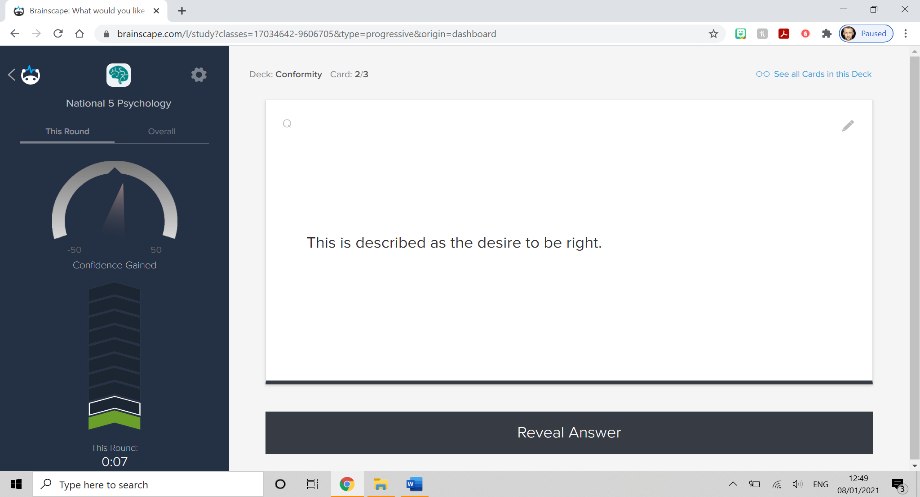 Brainscape: What would you like
brainscape.com/l/study?classes=17034642-9606705&type=progressive&origin=dashboard
Paused
National 5 Psychology
This Round Overall
-50 50
Confidence Gained
This Round:
0:07
Deck: Conformity Card: 2/3
See all Cards in this Deck
Q
This is described as the desire to be right.
Reveal Answer
Type here to search
W
ENG
12:49
08/01/2021
3